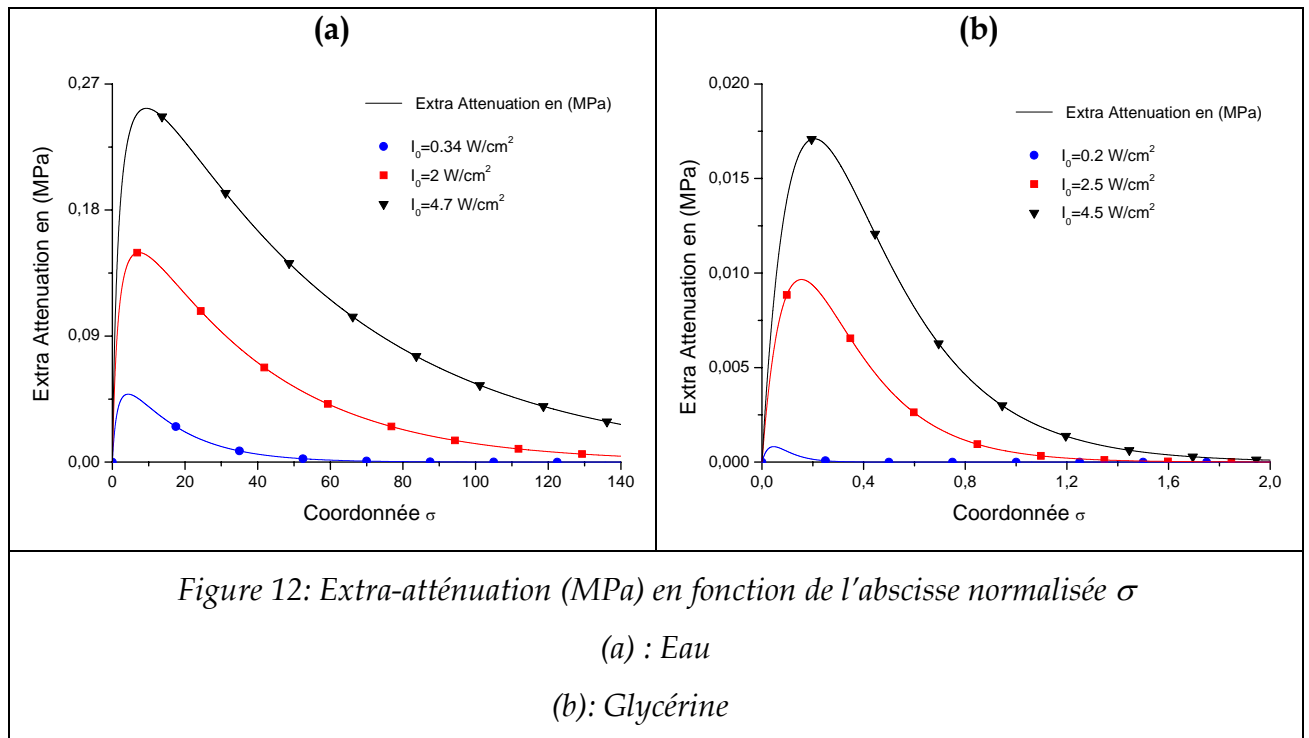 (a)
0,27
0,18
0,09
0,00
Extra Attenuation en (MPa)
Extra Attenuation en (MPa)
I₀=0.34 W/cm²
I₀=2 W/cm²
I₀=4.7 W/cm²
0 20 40 60 80 100 120 140
Coordonnée σ
(b)
0,020
0,015
0,010
0,005
0,000
Extra Attenuation en (MPa)
Extra Attenuation en (MPa)
I₀=0.2 W/cm²
I₀=2.5 W/cm²
I₀=4.5 W/cm²
0,0 0,4 0,8 1,2 1,6 2,0
Coordonnée σ
Figure 12: Extra-atténuation (MPa) en fonction de l'abscisse normalisée σ
(a) : Eau
(b): Glycérine